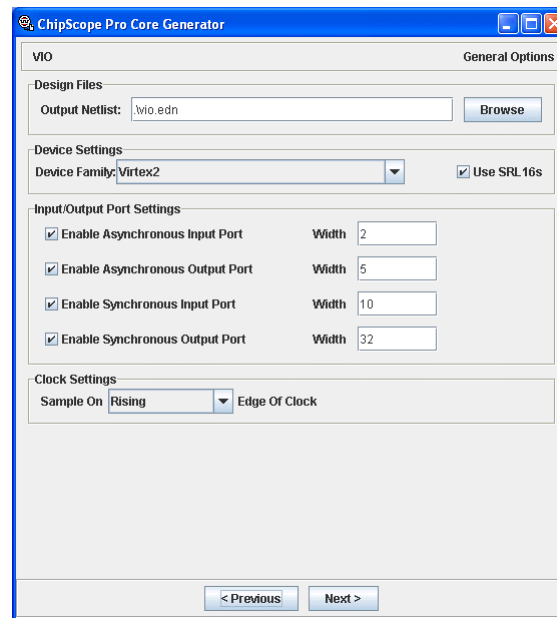 ChipScope Pro Core Generator
VIO General Options
Design Files
Output Netlist: .\vio.edn Browse
Device Settings
Device Family: Virtex2 Use SRL16s
Input/Output Port Settings
Enable Asynchronous Input Port Width 2
Enable Asynchronous Output Port Width 5
Enable Synchronous Input Port Width 10
Enable Synchronous Output Port Width 32
Clock Settings
Sample On Rising Edge Of Clock
< Previous Next >